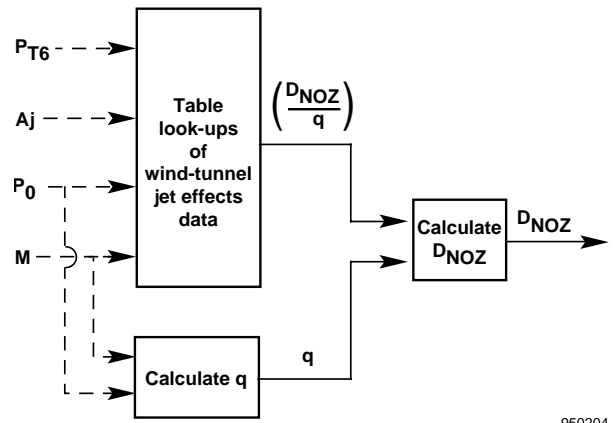 PT6
Aj
P0
M
Table
look-ups
of
wind-tunnel
jet effects
data
(DNOZ
q)
Calculate
DNOZ
DNOZ
Calculate q
q
950204